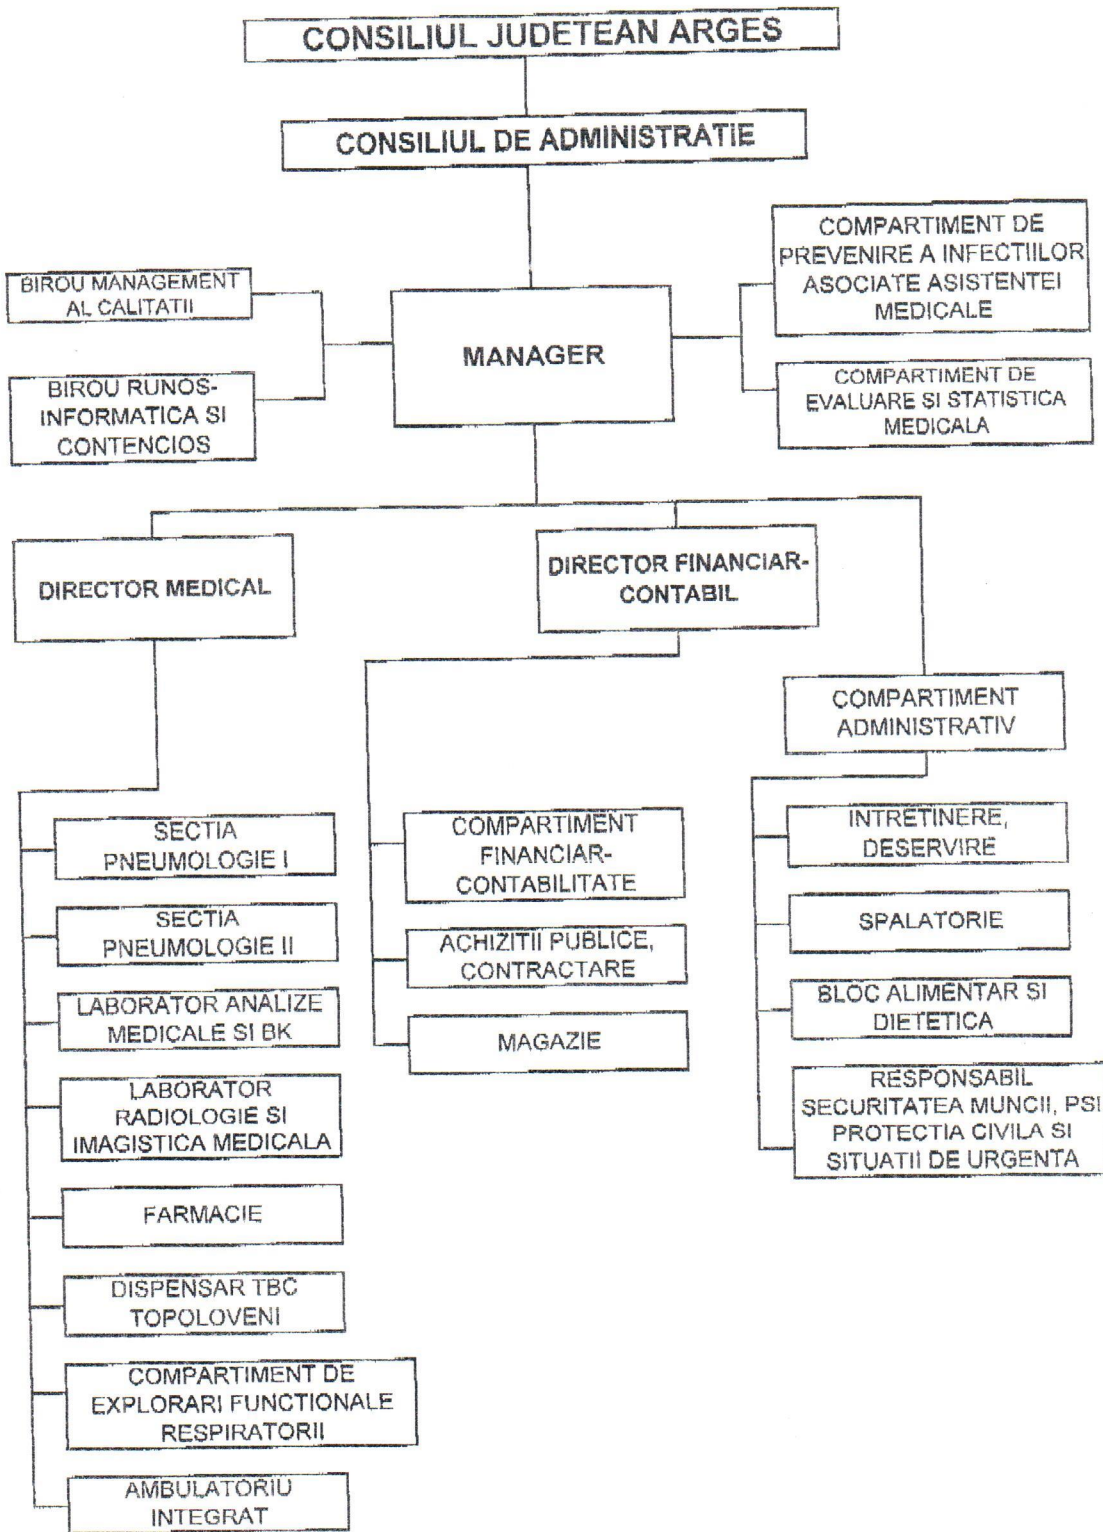 CONSILIUL JUDETEAN ARGES
CONSILIUL DE ADMINISTRATIE
COMPARTIMENT DE
PREVENIRE A INFECTIILOR
ASOCIATE ASISTENTEI
MEDICALE
BIROU MANAGEMENT
AL CALITATII
MANAGER
BIROU RUNOS-
INFORMATICA SI
CONTENCIOS
COMPARTIMENT DE
EVALUARE SI STATISTICA
MEDICALA
DIRECTOR MEDICAL
DIRECTOR FINANCIAR-
CONTABIL
COMPARTIMENT
ADMINISTRATIV
SECTIA
PNEUMOLOGIE I
SECTIA
PNEUMOLOGIE II
LABORATOR ANALIZE
MEDICALE SI BK
LABORATOR
RADIOLOGIE SI
IMAGISTICA MEDICALA
FARMACIE
DISPENSAR TBC
TOPOLOVENI
COMPARTIMENT DE
EXPLORARI FUNCTIONALE
RESPIRATORII
AMBULATORIU
INTEGRAT
COMPARTIMENT
FINANCIAR-
CONTABILITATE
ACHIZITII PUBLICE,
CONTRACTARE
MAGAZIE
INTRETINERE,
DESERVIRE
SPALATORIE
BLOC ALIMENTAR SI
DIETETICA
RESPONSABIL
SECURITATEA MUNCII, PSI
PROTECTIA CIVILA SI
SITUATII DE URGENTA